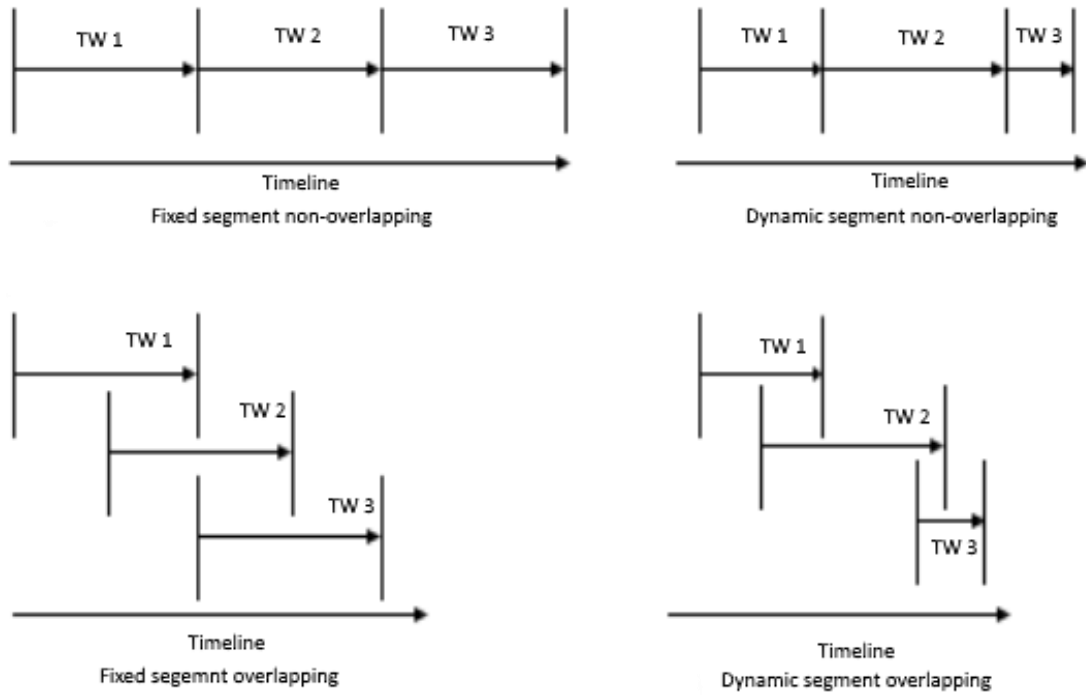 TW 1
TW 2
TW 3
Timeline
Fixed segment non-overlapping
TW 1
TW 2
TW 3
Timeline
Dynamic segment non-overlapping
TW 1
TW 2
TW 3
Timeline
Fixed segemnt overlapping
TW 1
TW 2
TW 3
Timeline
Dynamic segment overlapping